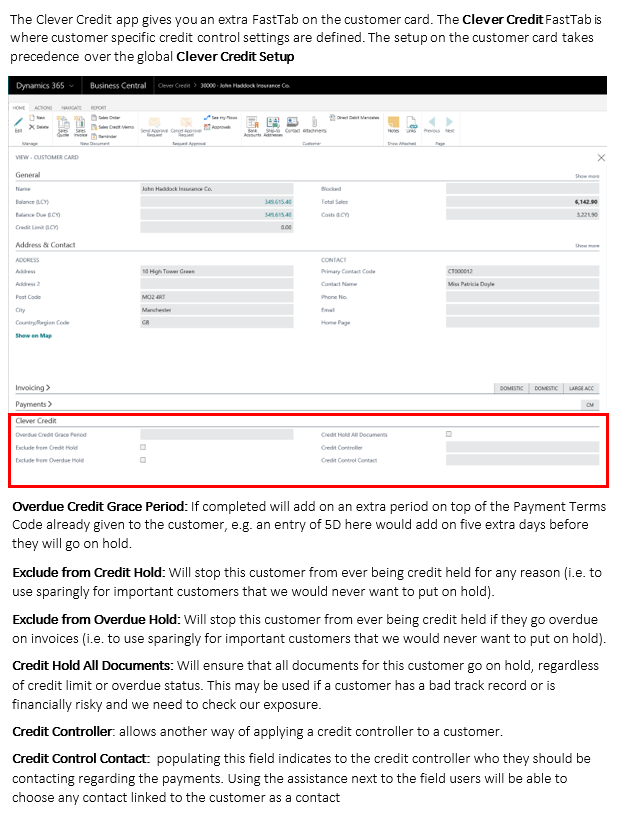 The Clever Credit app gives you an extra FastTab on the customer card. The Clever Credit FastTab is
where customer specific credit control settings are defined. The setup on the customer card takes
precedence over the global Clever Credit Setup
Dynamics 365 Business Central Clever Credit > 30000 · John Haddock Insurance Co.
HOME ACTIONS NAVIGATE REPORT
Edit New Delete Sales Quote Sales Invoice Sales Order Sales Credit Memo Reminder Send Approval Request Cancel Approval Request See my Flows Approvals Bank Accounts Ship-to Addresses Contact Attachments Direct Debit Mandates Notes Links Previous Next
Manage New Document Request Approval Customer Show Attached Page
VIEW - CUSTOMER CARD
General Show more
Name John Haddock Insurance Co. Blocked
Balance (LCY) 349,615.40 Total Sales 6,142.90
Balance Due (LCY) 349,615.40 Costs (LCY) 3,221.90
Credit Limit (LCY) 0.00
Address & Contact Show more
ADDRESS CONTACT
Address 10 High Tower Green Primary Contact Code CT000012
Address 2 Contact Name Miss Patricia Doyle
Post Code MO2 4RT Phone No.
City Manchester Email
Country/Region Code GB Home Page
Show on Map
Invoicing > DOMESTIC DOMESTIC LARGE ACC
Payments > CM
Clever Credit
Overdue Credit Grace Period Credit Hold All Documents
Exclude from Credit Hold Credit Controller
Exclude from Overdue Hold Credit Control Contact
Overdue Credit Grace Period: If completed will add on an extra period on top of the Payment Terms
Code already given to the customer, e.g. an entry of 5D here would add on five extra days before
they will go on hold.
Exclude from Credit Hold: Will stop this customer from ever being credit held for any reason (i.e. to
use sparingly for important customers that we would never want to put on hold).
Exclude from Overdue Hold: Will stop this customer from ever being credit held if they go overdue
on invoices (i.e. to use sparingly for important customers that we would never want to put on hold).
Credit Hold All Documents: Will ensure that all documents for this customer go on hold, regardless
of credit limit or overdue status. This may be used if a customer has a bad track record or is
financially risky and we need to check our exposure.
Credit Controller: allows another way of applying a credit controller to a customer.
Credit Control Contact: populating this field indicates to the credit controller who they should be
contacting regarding the payments. Using the assistance next to the field users will be able to
choose any contact linked to the customer as a contact